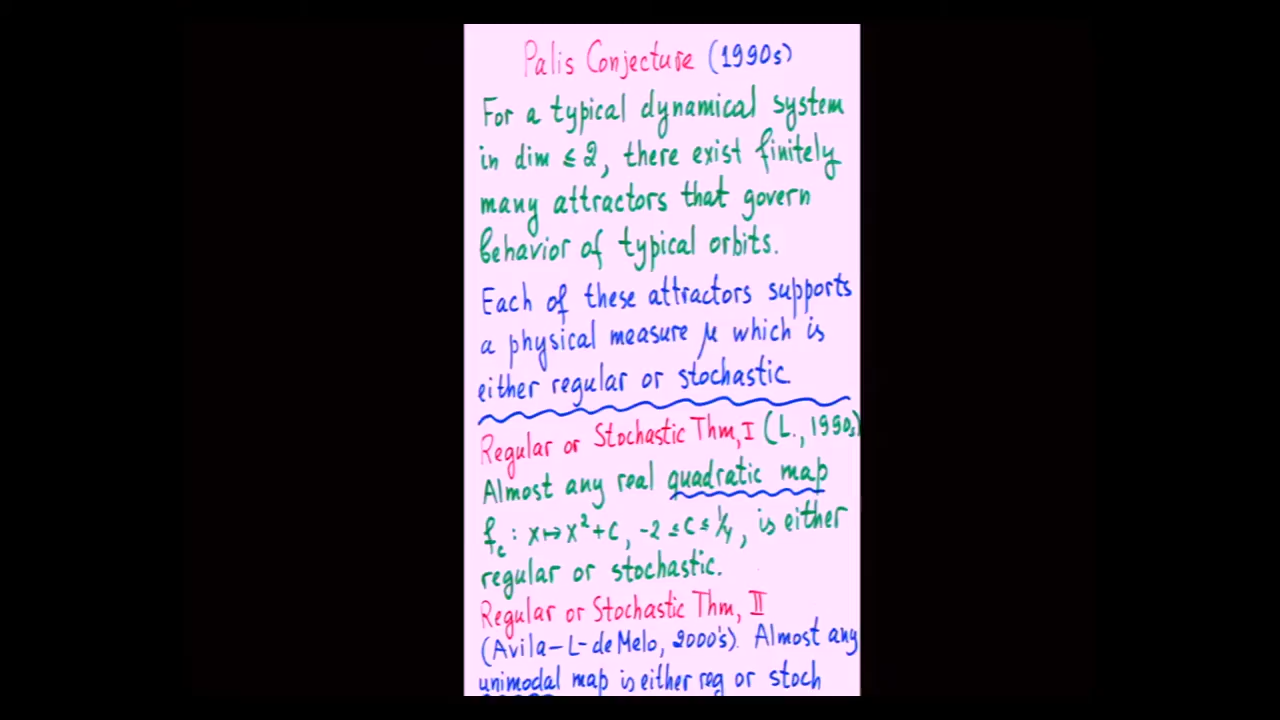 Palis Conjecture (1990s)
For a typical dynamical system
in dim ≤ 2, there exist finitely
many attractors that govern
behavior of typical orbits.
Each of these attractors supports
a physical measure μ which is
either regular or stochastic.
Regular or Stochastic Thm, I (L., 1990s)
Almost any real quadratic map
f_c : x ↦ x² + c, -2 ≤ c ≤ 1/4, is either
regular or stochastic.
Regular or Stochastic Thm, II
(Avila – L – de Melo, 2000's). Almost any
unimodal map is either reg or stoch